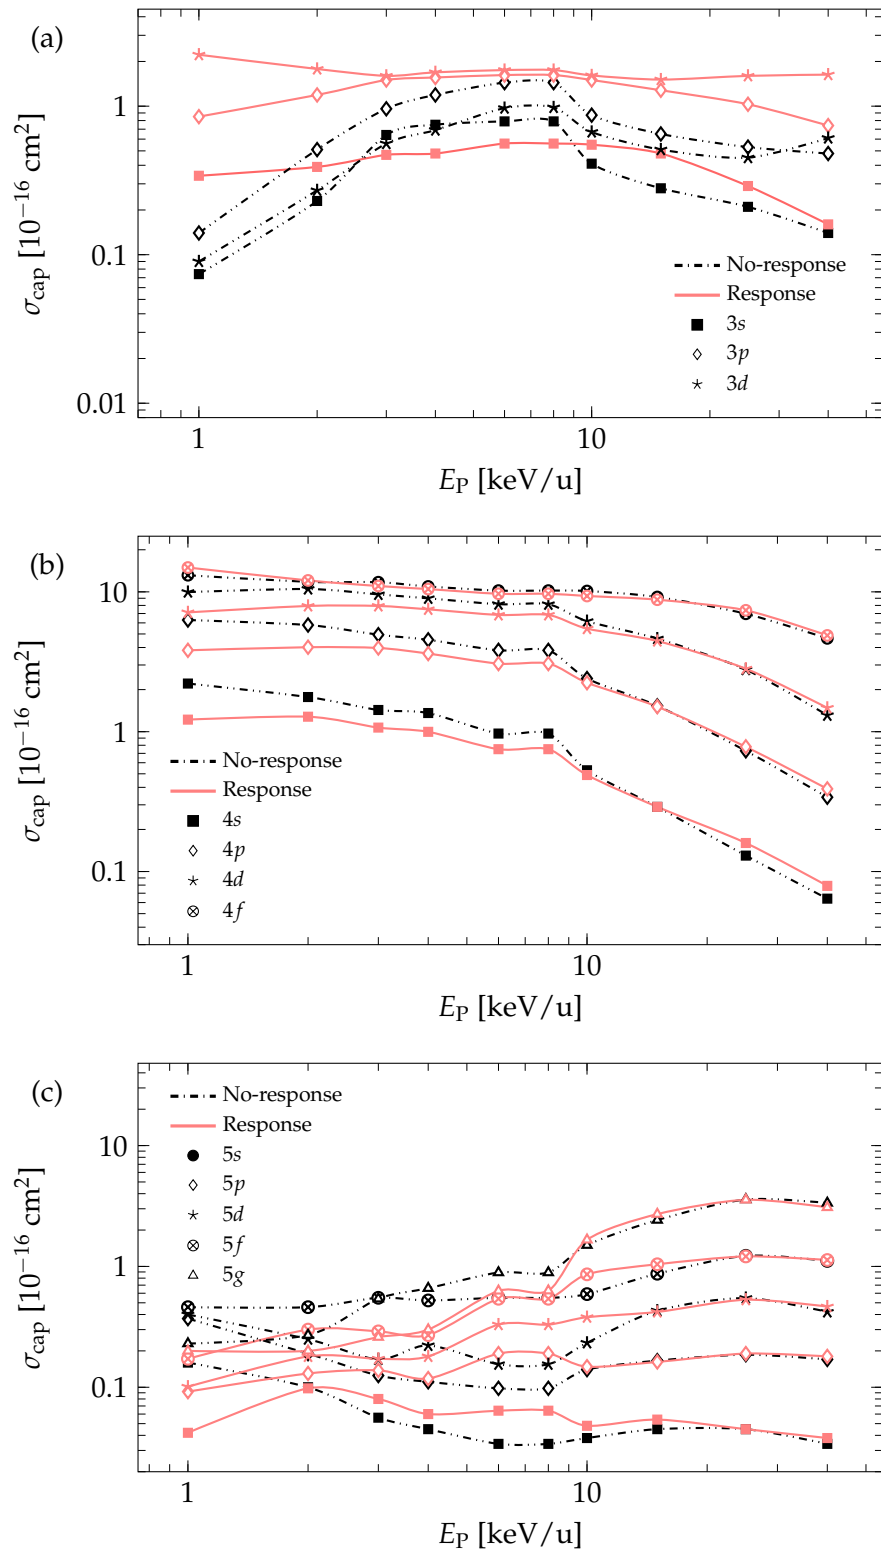 (a)
1
0.1
0.01
σcap [10−16 cm2]
No-response
Response
3s
3p
3d
1 10
EP [keV/u]
(b)
10
1
0.1
σcap [10−16 cm2]
No-response
Response
4s
4p
4d
4f
1 10
EP [keV/u]
(c)
10
1
0.1
σcap [10−16 cm2]
No-response
Response
5s
5p
5d
5f
5g
1 10
EP [keV/u]